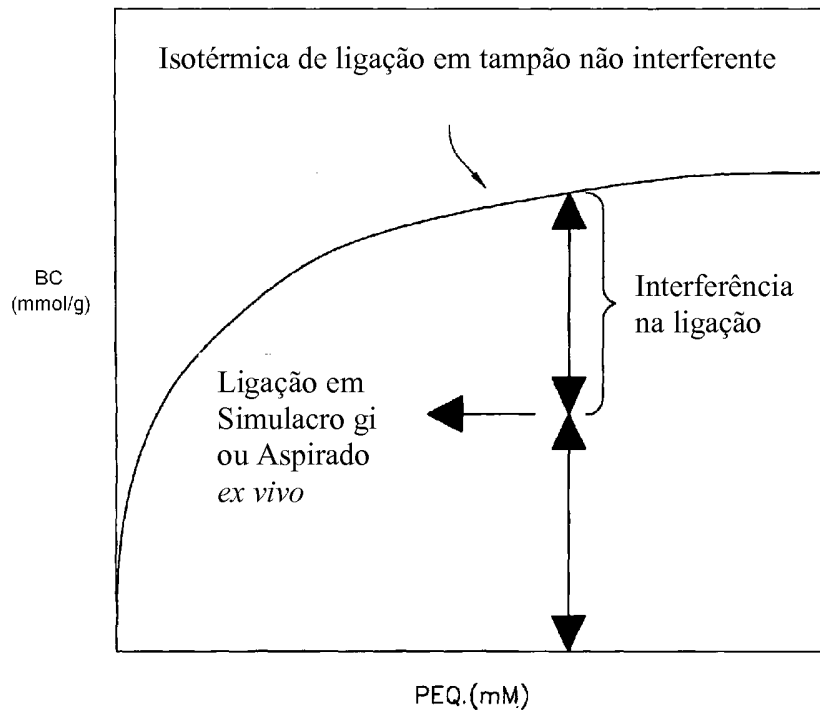 Isotérmica de ligação em tampão não interferente
BC
(mmol/g)
Interferência
na ligação
Ligação em
Simulacro gi
ou Aspirado
ex vivo
PEQ.(mM)